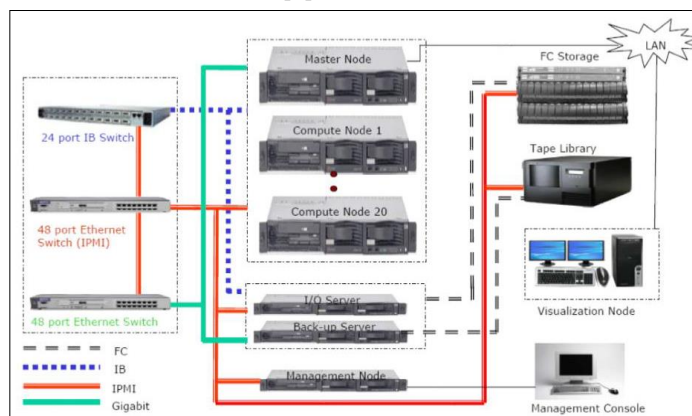 Master Node
LAN
FC Storage
24 port IB Switch
Compute Node 1
Tape Library
48 port Ethernet
Switch (IPMI)
Compute Node 20
I/O Server
Visualization Node
48 port Ethernet Switch
Back-up Server
FC
IB
IPMI
Management Node
Gigabit
Management Console